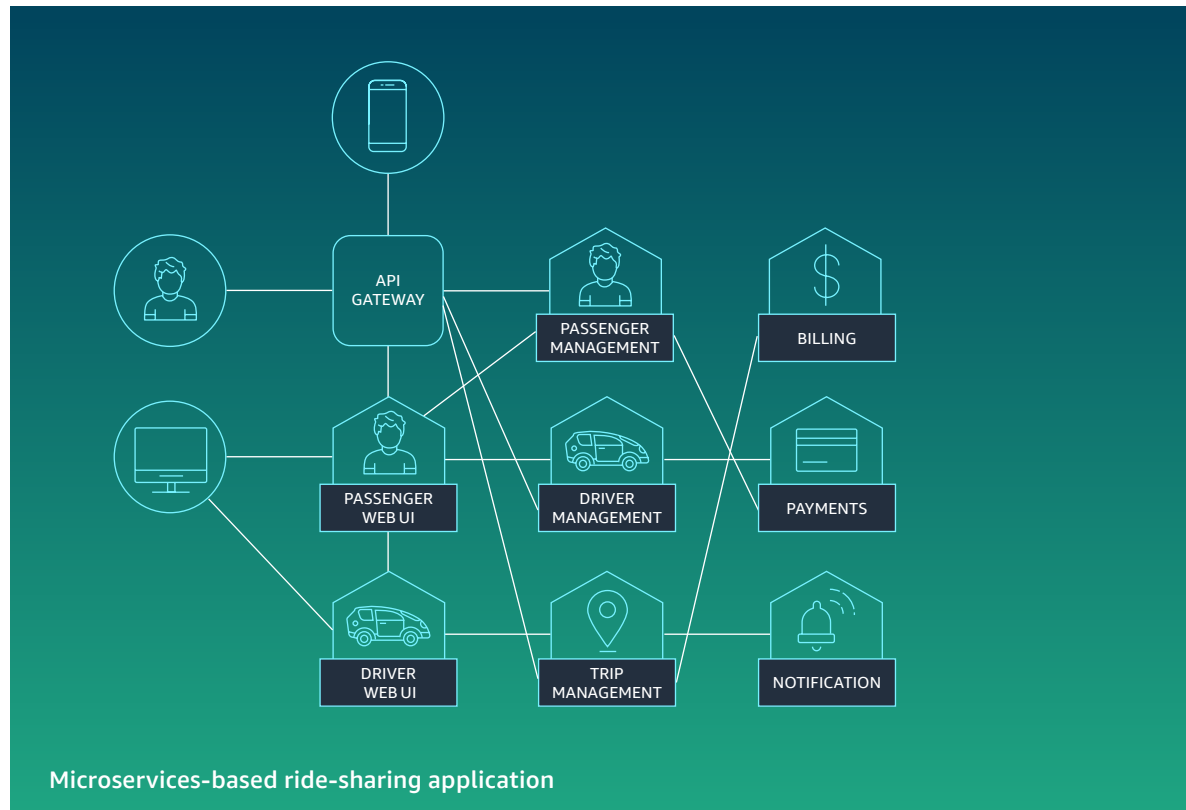 API
GATEWAY
PASSENGER
MANAGEMENT
BILLING
PASSENGER
WEB UI
DRIVER
MANAGEMENT
PAYMENTS
DRIVER
WEB UI
TRIP
MANAGEMENT
NOTIFICATION
Microservices-based ride-sharing application